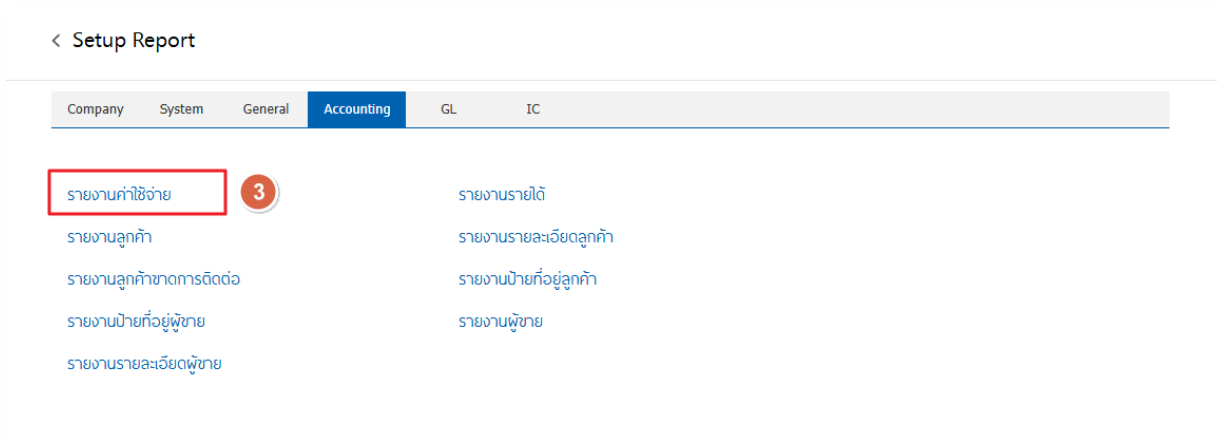 < Setup Report
Company System General Accounting GL IC
รายงานค่าใช้จ่าย 3 รายงานรายได้
รายงานลูกค้า รายงานรายละเอียดลูกค้า
รายงานลูกค้าขาดการติดต่อ รายงานป้ายที่อยู่ลูกค้า
รายงานป้ายที่อยู่ผู้ขาย รายงานผู้ขาย
รายงานรายละเอียดผู้ขาย